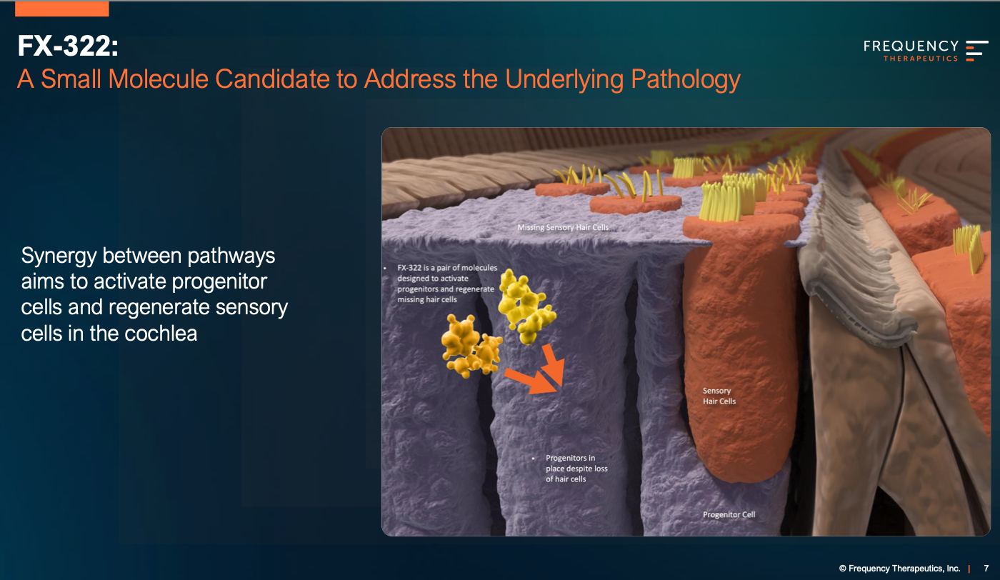 FX-322:
A Small Molecule Candidate to Address the Underlying Pathology
FREQUENCY
THERAPEUTICS
Synergy between pathways
aims to activate progenitor
cells and regenerate sensory
cells in the cochlea
Missing Sensory Hair Cells
• FX-322 is a pair of molecules
designed to activate
progenitors and regenerate
missing hair cells
Sensory
Hair Cells
• Progenitors in
place despite loss
of hair cells
Progenitor Cell
© Frequency Therapeutics, Inc. | 7